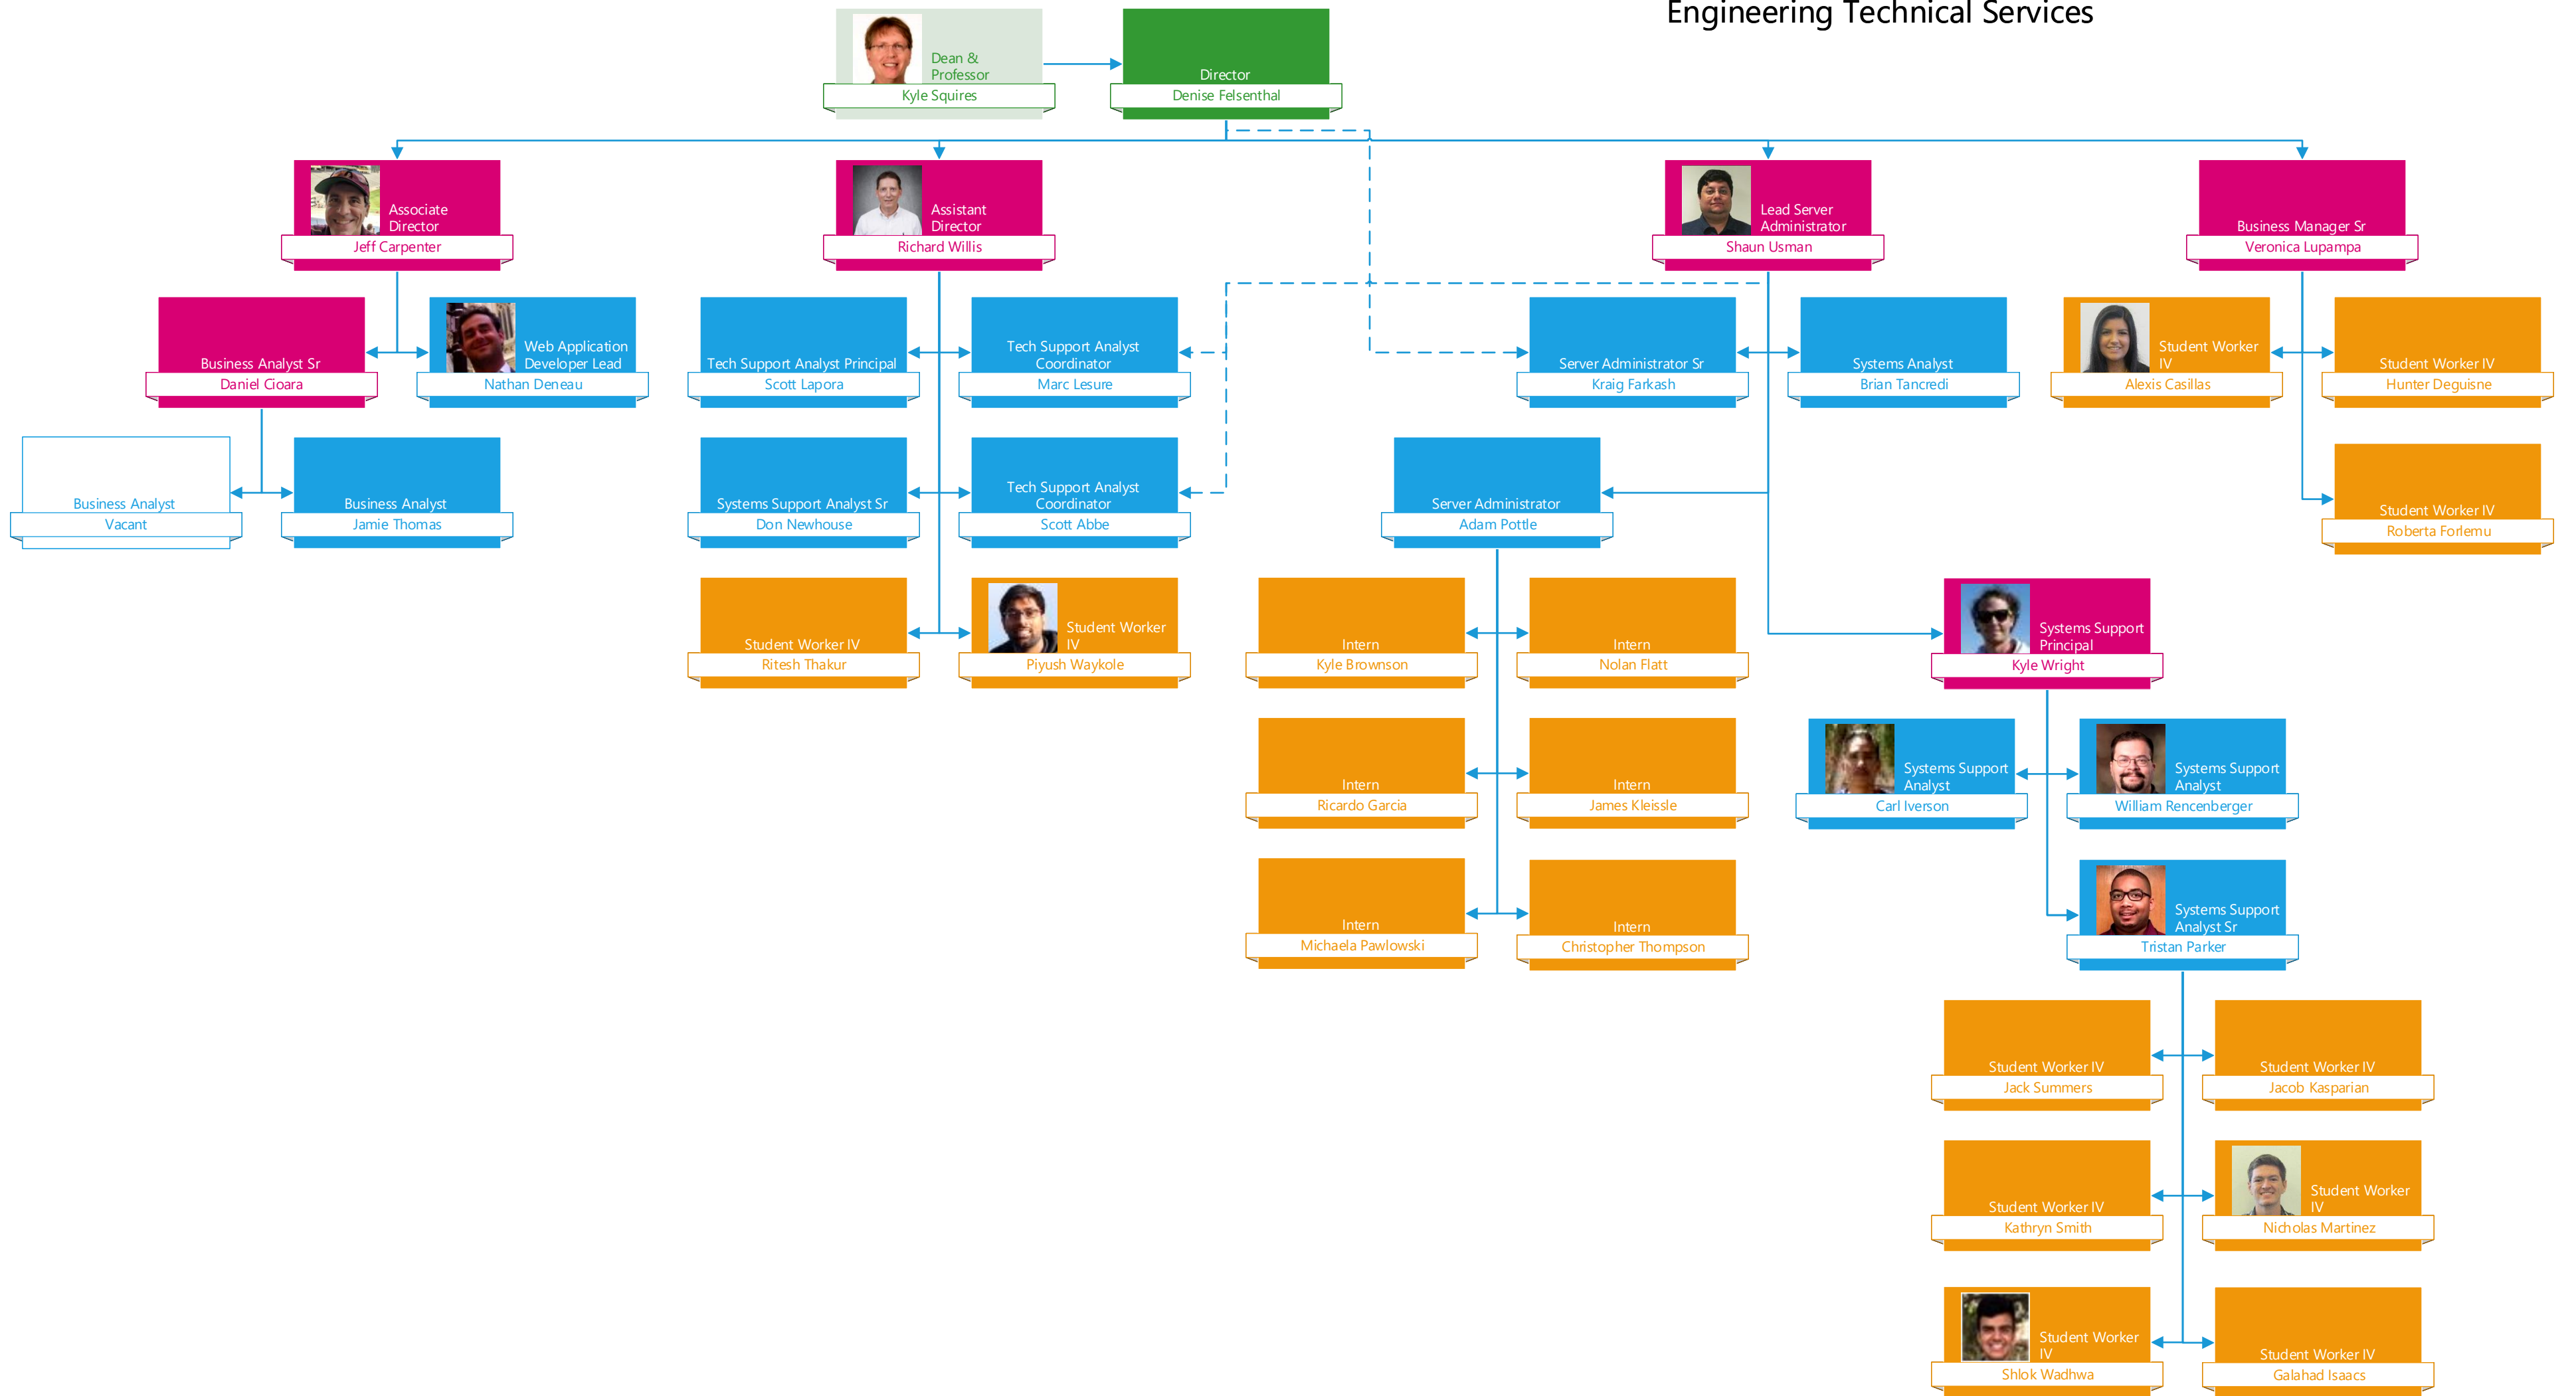 Engineering Technical Services
Dean &
Professor
Kyle Squires
Director
Denise Felsenthal
Associate
Director
Jeff Carpenter
Assistant
Director
Richard Willis
Lead Server
Administrator
Shaun Usman
Business Manager Sr
Veronica Lupampa
Business Analyst Sr
Daniel Cioara
Web Application
Developer Lead
Nathan Deneau
Tech Support Analyst Principal
Scott Lapora
Tech Support Analyst
Coordinator
Marc Lesure
Server Administrator Sr
Kraig Farkash
Systems Analyst
Brian Tancredi
Student Worker
IV
Alexis Casillas
Student Worker IV
Hunter Deguisne
Business Analyst
Vacant
Business Analyst
Jamie Thomas
Systems Support Analyst Sr
Don Newhouse
Tech Support Analyst
Coordinator
Scott Abbe
Server Administrator
Adam Pottle
Student Worker IV
Roberta Forlemu
Student Worker IV
Ritesh Thakur
Student Worker
IV
Piyush Waykole
Intern
Kyle Brownson
Intern
Nolan Flatt
Systems Support
Principal
Kyle Wright
Intern
Ricardo Garcia
Intern
James Kleissle
Systems Support
Analyst
Carl Iverson
Systems Support
Analyst
William Rencenberger
Intern
Michaela Pawlowski
Intern
Christopher Thompson
Systems Support
Analyst Sr
Tristan Parker
Student Worker IV
Jack Summers
Student Worker IV
Jacob Kasparian
Student Worker IV
Kathryn Smith
Student Worker
IV
Nicholas Martinez
Student Worker
IV
Shlok Wadhwa
Student Worker IV
Galahad Isaacs